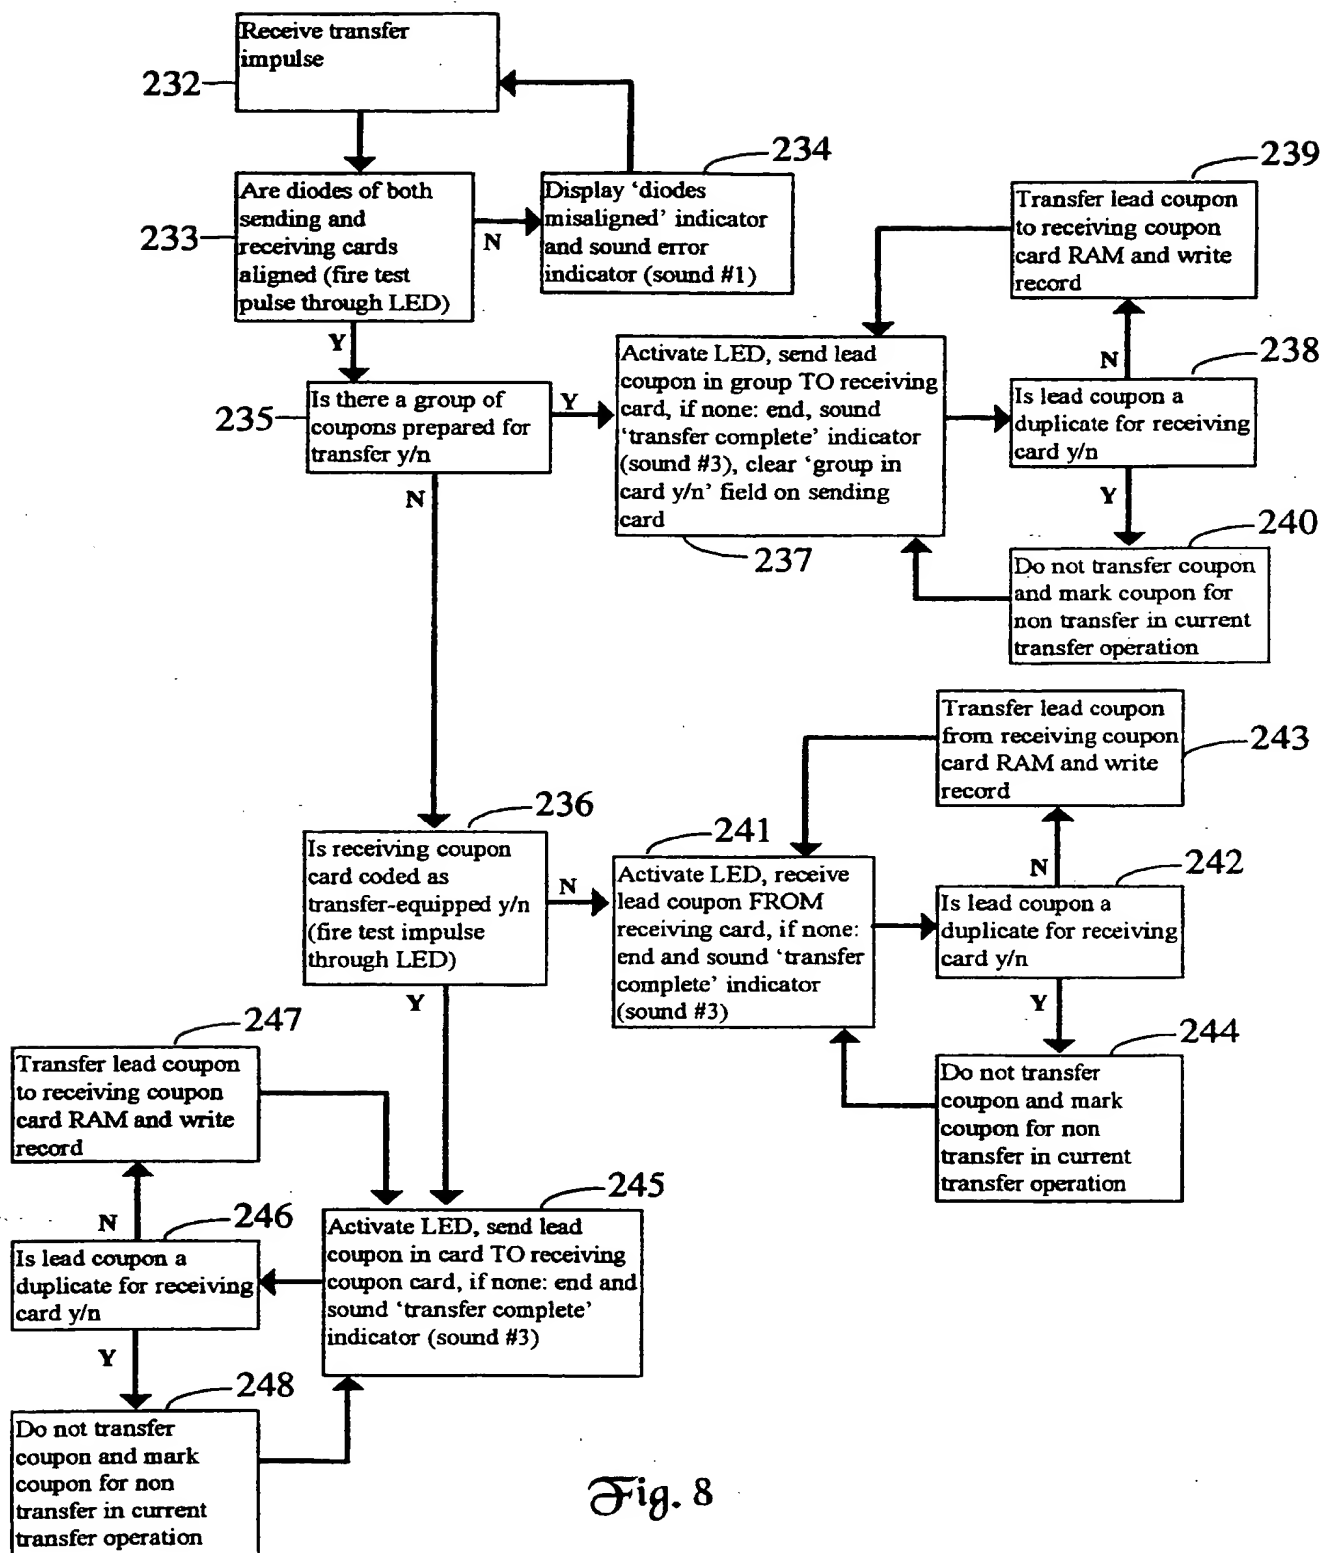 Receive transfer
impulse
232
Are diodes of both
sending and
receiving cards
aligned (fire test
pulse through LED)
233
N
Y
Display 'diodes
misaligned' indicator
and sound error
indicator (sound #1)
234
Is there a group of
coupons prepared for
transfer y/n
235
Y
N
Activate LED, send lead
coupon in group TO receiving
card, if none: end, sound
'transfer complete' indicator
(sound #3), clear 'group in
card y/n' field on sending
card
237
239
Transfer lead coupon
to receiving coupon
card RAM and write
record
N
238
Is lead coupon a
duplicate for receiving
card y/n
Y
240
Do not transfer coupon
and mark coupon for
non transfer in current
transfer operation
236
Is receiving coupon
card coded as
transfer-equipped y/n
(fire test impulse
through LED)
N
Y
241
Activate LED, receive
lead coupon FROM
receiving card, if none:
end and sound 'transfer
complete' indicator
(sound #3)
Transfer lead coupon
from receiving coupon
card RAM and write
record
243
N
242
Is lead coupon a
duplicate for receiving
card y/n
Y
244
Do not transfer
coupon and mark
coupon for non
transfer in current
transfer operation
247
Transfer lead coupon
to receiving coupon
card RAM and write
record
N
246
Is lead coupon a
duplicate for receiving
card y/n
Y
245
Activate LED, send lead
coupon in card TO receiving
coupon card, if none: end and
sound 'transfer complete'
indicator (sound #3)
248
Do not transfer
coupon and mark
coupon for non
transfer in current
transfer operation
Fig. 8